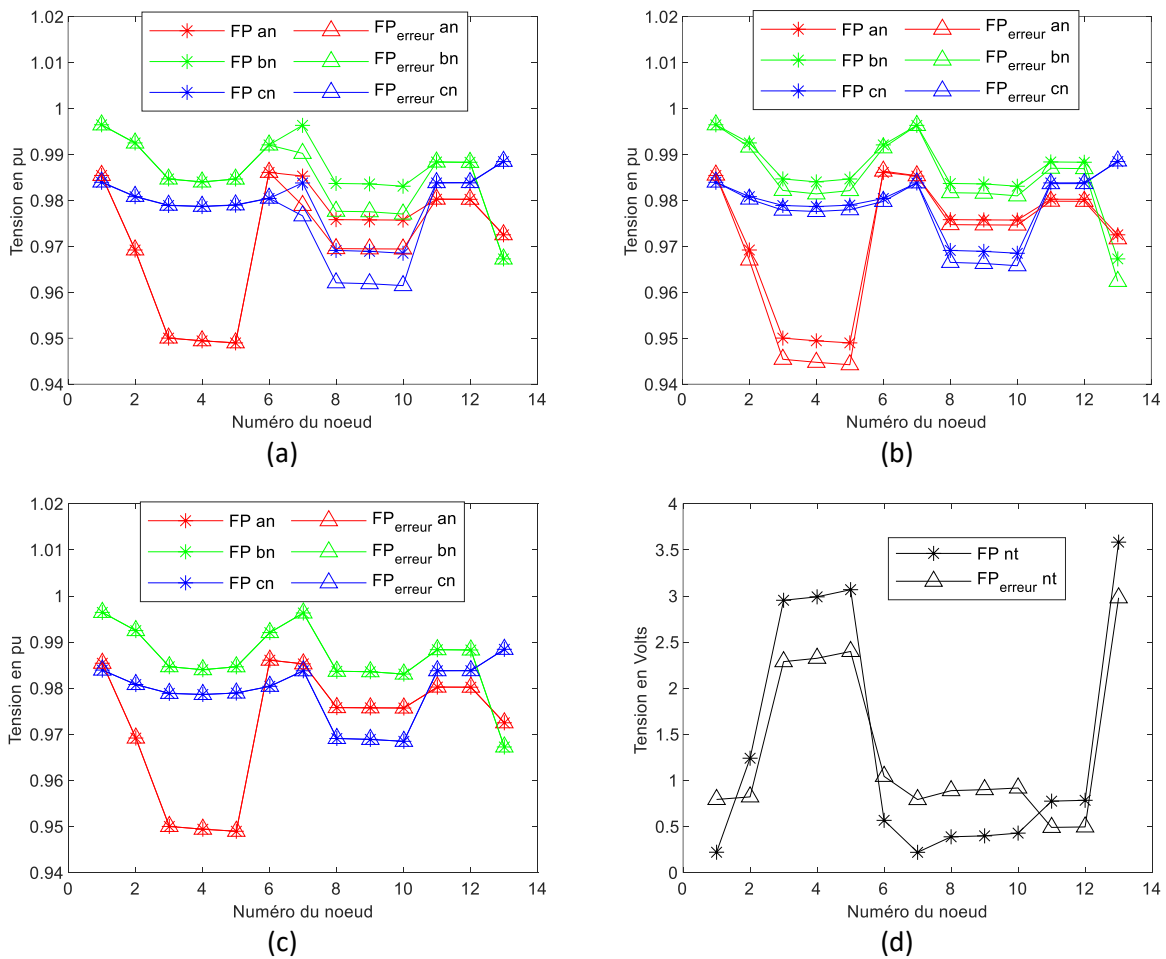 1.02
1.01
1
0.99
0.98
0.97
0.96
0.95
0.94
Tension en pu
FP an
FP bn
FP cn
FPerreur an
FPerreur bn
FPerreur cn
0 2 4 6 8 10 12 14
Numéro du noeud
(a)
1.02
1.01
1
0.99
0.98
0.97
0.96
0.95
0.94
Tension en pu
FP an
FP bn
FP cn
FPerreur an
FPerreur bn
FPerreur cn
0 2 4 6 8 10 12 14
Numéro du noeud
(b)
1.02
1.01
1
0.99
0.98
0.97
0.96
0.95
0.94
Tension en pu
FP an
FP bn
FP cn
FPerreur an
FPerreur bn
FPerreur cn
0 2 4 6 8 10 12 14
Numéro du noeud
(c)
4
3.5
3
2.5
2
1.5
1
0.5
0
Tension en Volts
FP nt
FPerreur nt
0 2 4 6 8 10 12 14
Numéro du noeud
(d)